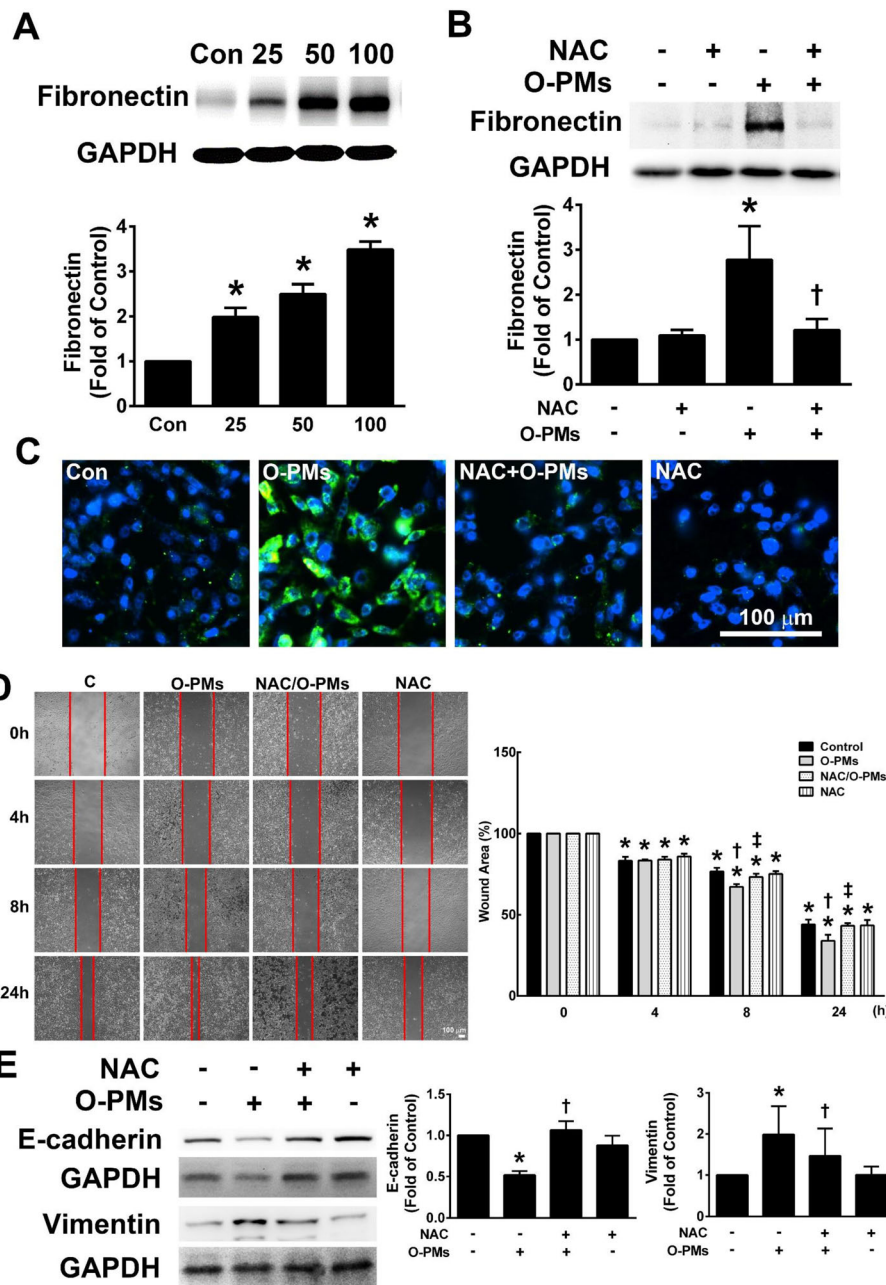 A
Con 25 50 100
Fibronectin
GAPDH
Fibronectin
(Fold of Control)
4
3
2
1
0
* * *
Con 25 50 100
B
NAC - + - +
O-PMs - - + +
Fibronectin
GAPDH
Fibronectin
(Fold of Control)
4
3
2
1
0
*
†
NAC - + - +
O-PMs - - + +
C
Con O-PMs NAC+O-PMs NAC
100 μm
D
C O-PMs NAC/O-PMs NAC
0h
4h
8h
24h
100 μm
Wound Area (%)
150
100
50
0
Control
O-PMs
NAC/O-PMs
NAC
* * * *
† ‡
* * * *
† ‡
* * * *
0 4 8 24 (h)
E
NAC - - + +
O-PMs - + + -
E-cadherin
GAPDH
Vimentin
GAPDH
E-cadherin
(Fold of Control)
1.5
1.0
0.5
0.0
*
†
NAC - - + +
O-PMs - + + -
Vimentin
(Fold of Control)
3
2
1
0
*
†
NAC - - + +
O-PMs - + + -